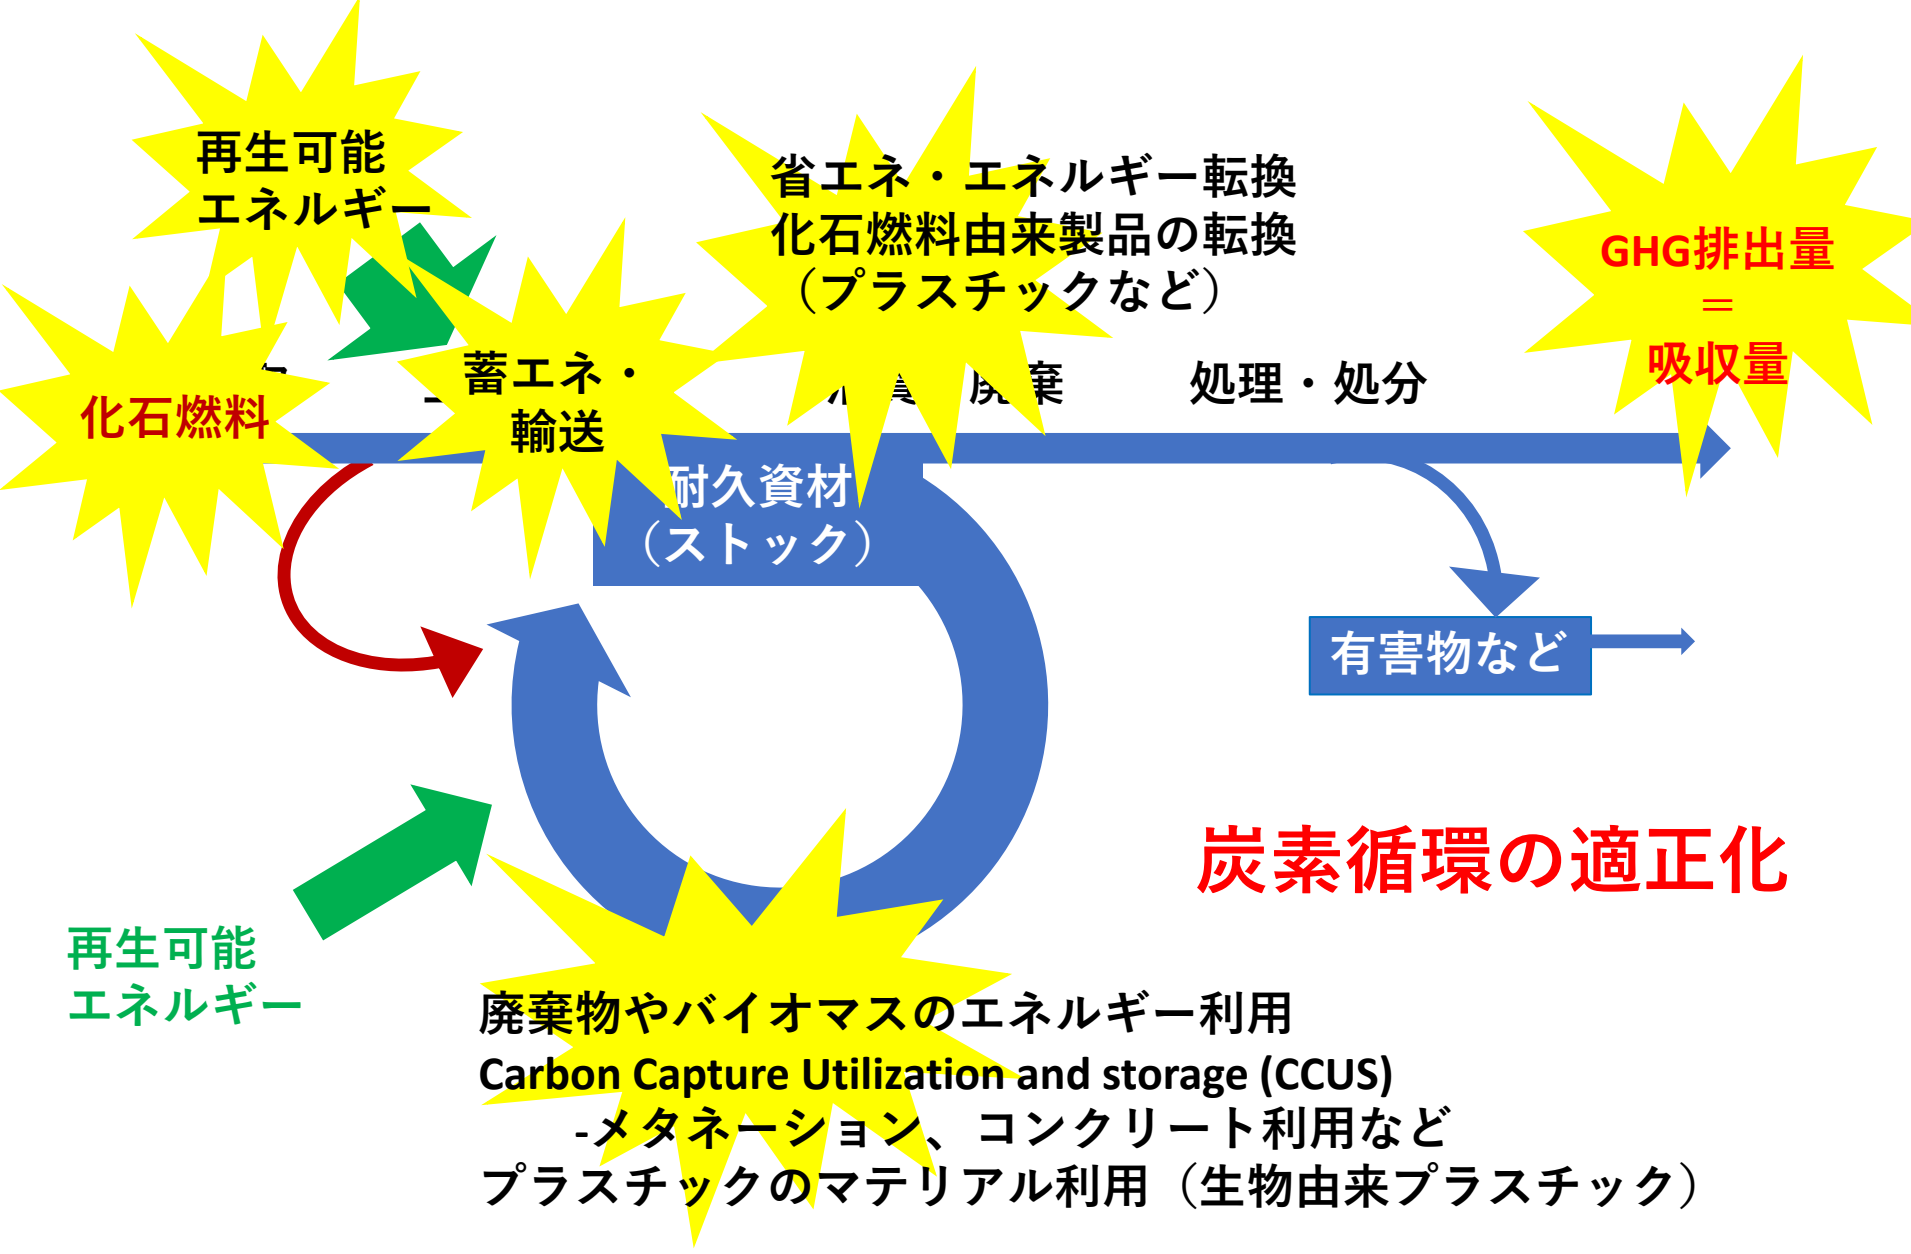 再生可能
エネルギー
省エネ・エネルギー転換
化石燃料由来製品の転換
（プラスチックなど）
GHG排出量
＝
吸収量
蓄エネ・
輸送
化石燃料
廃棄
処理・処分
耐久資材
（ストック）
有害物など
炭素循環の適正化
再生可能
エネルギー
廃棄物やバイオマスのエネルギー利用
Carbon Capture Utilization and storage (CCUS)
-メタネーション、コンクリート利用など
プラスチックのマテリアル利用（生物由来プラスチック）